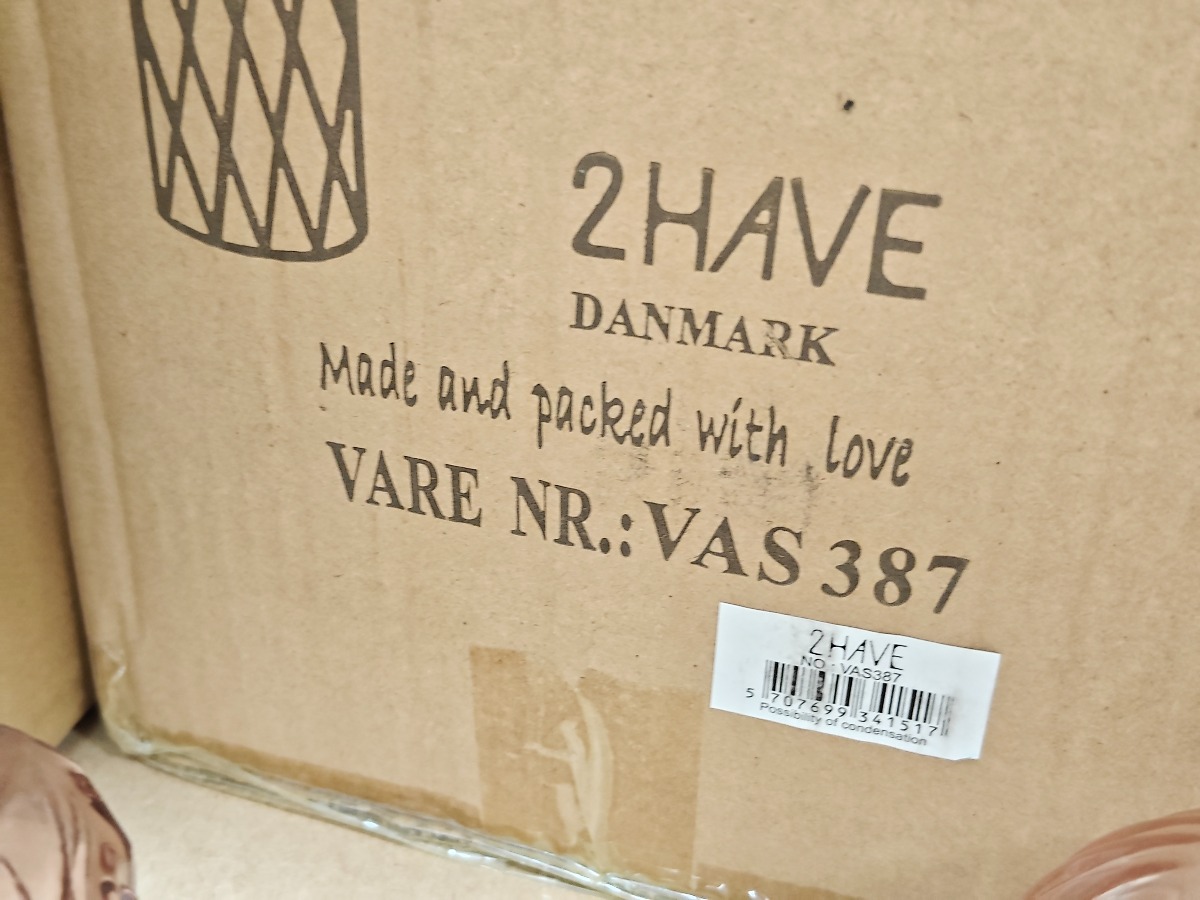 2HAVE
DANMARK
Made and packed with love
VARE NR.: VAS 387
2HAVE
NO.: VAS387
5 707699 341517
Possibility of condensation